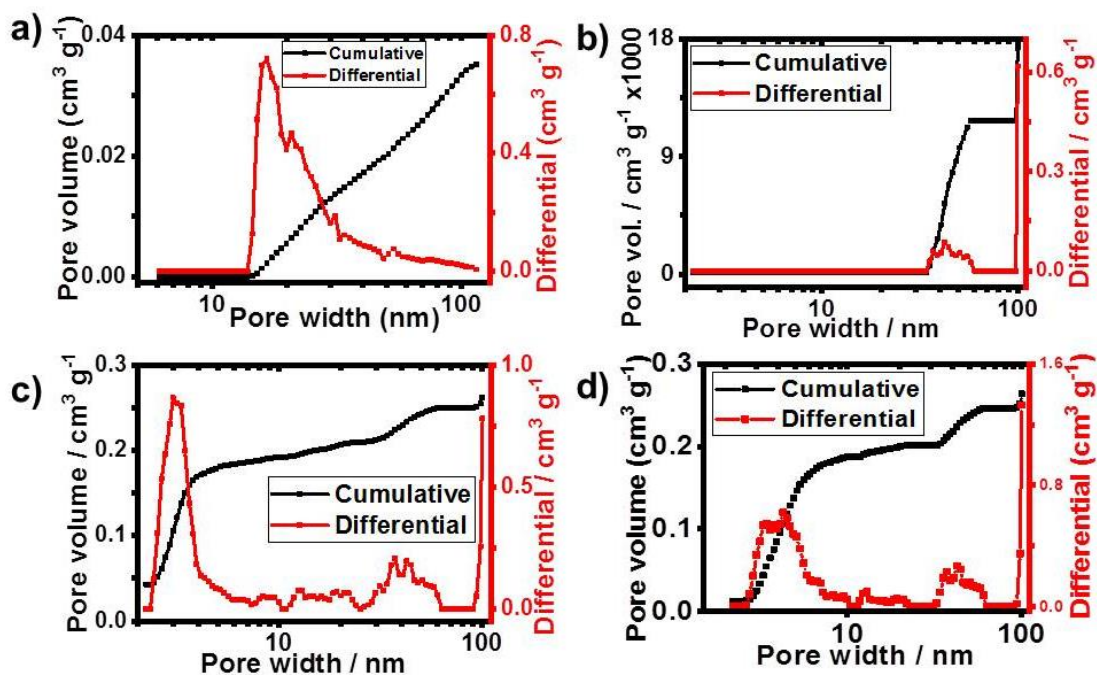 a)
0.04
0.02
0.00
Pore volume (cm³ g⁻¹)
Cumulative
Differential
0.8
0.4
0.0
Differential (cm³ g⁻¹)
10
100
Pore width (nm)
b)
18
9
0
Pore vol. / cm³ g⁻¹ x1000
Cumulative
Differential
0.6
0.3
0.0
Differential / cm³ g⁻¹
10
100
Pore width / nm
c)
0.3
0.2
0.1
0.0
Pore volume / cm³ g⁻¹
Cumulative
Differential
1.0
0.5
0.0
Differential / cm³ g⁻¹
10
100
Pore width / nm
d)
0.3
0.2
0.1
0.0
Pore volume (cm³ g⁻¹)
Cumulative
Differential
1.6
0.8
0.0
Differential (cm³ g⁻¹)
10
100
Pore width / nm